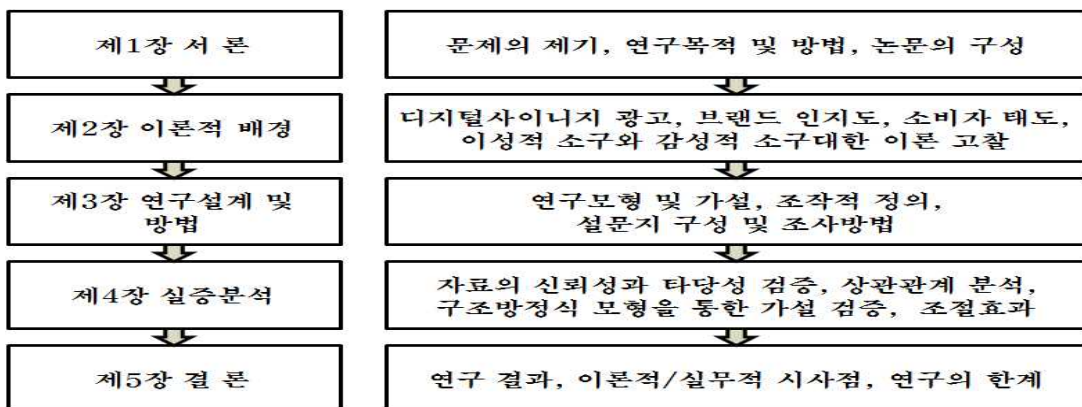 제1장 서 론
문제의 제기, 연구목적 및 방법, 논문의 구성
제2장 이론적 배경
디지털사이니지 광고, 브랜드 인지도, 소비자 태도,
이성적 소구와 감성적 소구대한 이론 고찰
제3장 연구설계 및
방법
연구모형 및 가설, 조작적 정의,
설문지 구성 및 조사방법
제4장 실증분석
자료의 신뢰성과 타당성 검증, 상관관계 분석,
구조방정식 모형을 통한 가설 검증, 조절효과
제5장 결 론
연구 결과, 이론적/실무적 시사점, 연구의 한계